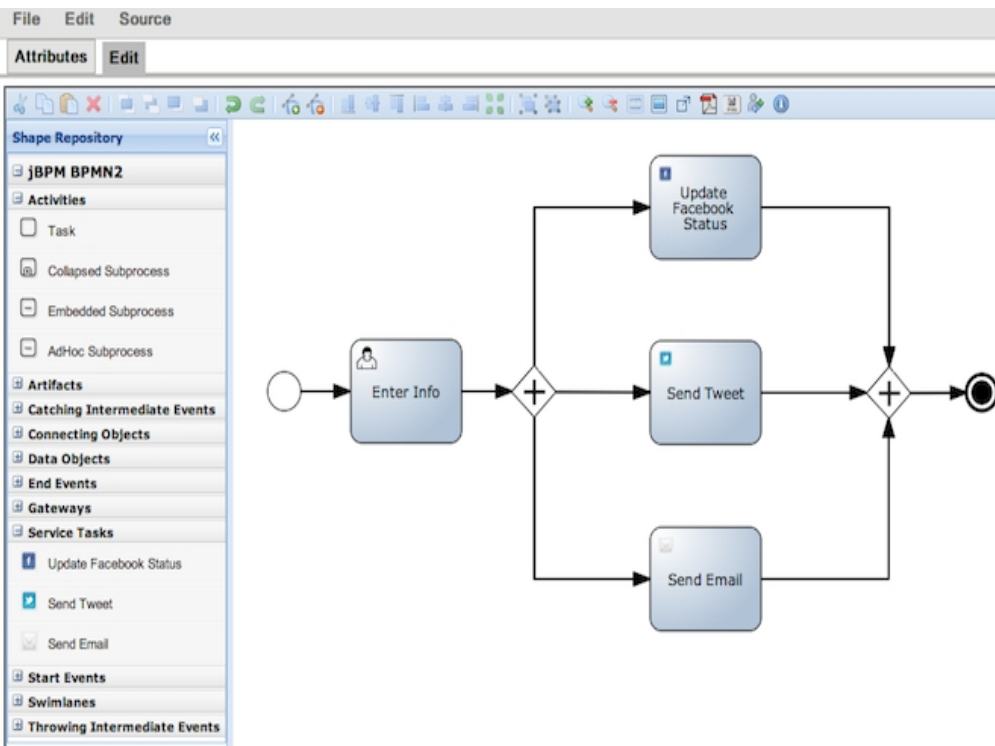 File Edit Source
Attributes Edit
Shape Repository
jBPM BPMN2
Activities
Task
Collapsed Subprocess
Embedded Subprocess
AdHoc Subprocess
Artifacts
Catching Intermediate Events
Connecting Objects
Data Objects
End Events
Gateways
Service Tasks
Update Facebook Status
Send Tweet
Send Email
Start Events
Swimlanes
Throwing Intermediate Events
Enter Info
Update
Facebook
Status
Send Tweet
Send Email